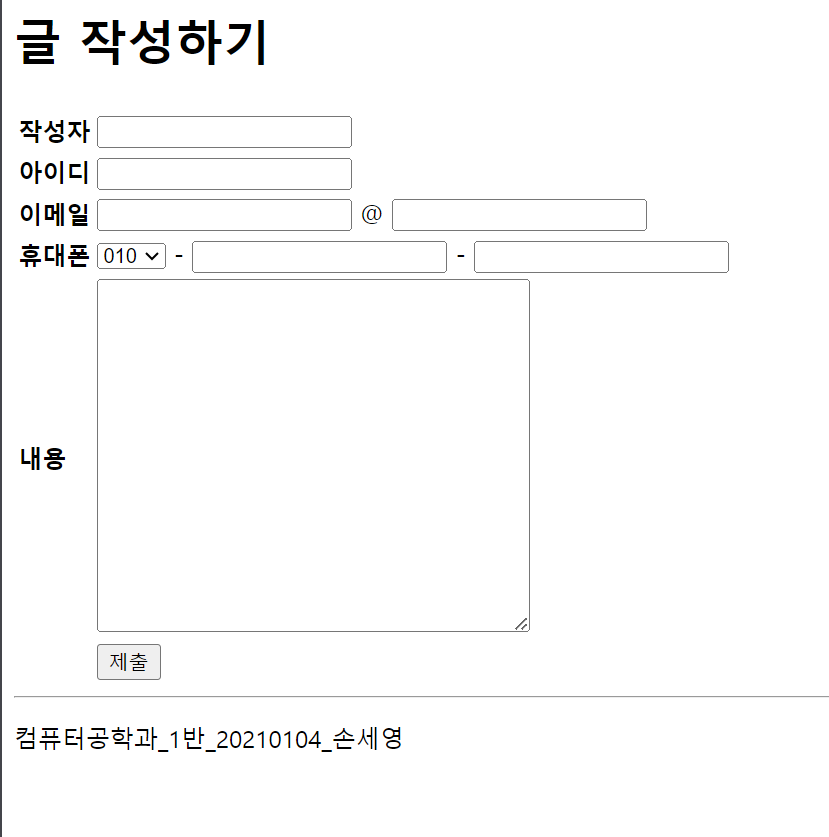 글 작성하기
작성자
아이디
이메일 @
휴대폰 010 - -
내용
제출
컴퓨터공학과_1반_20210104_손세영